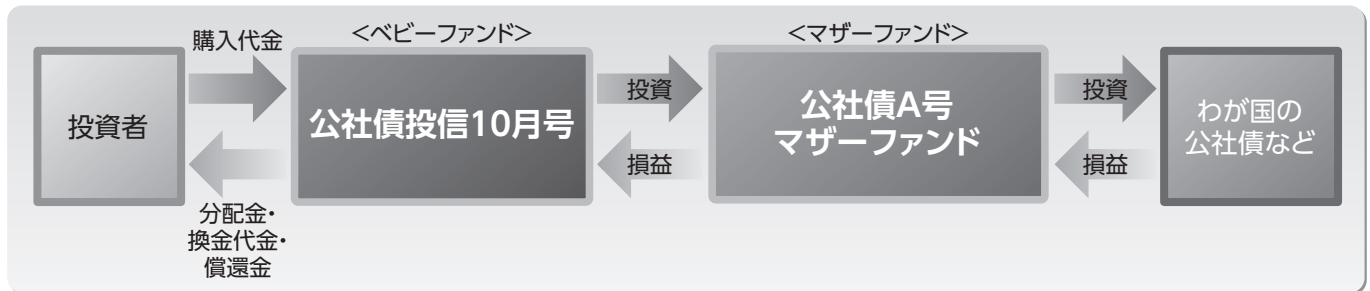 購入代金
<ベビーファンド>
<マザーファンド>
投資者
公社債投信10月号
投資
損益
公社債A号
マザーファンド
投資
損益
わが国の
公社債など
分配金・
換金代金・
償還金